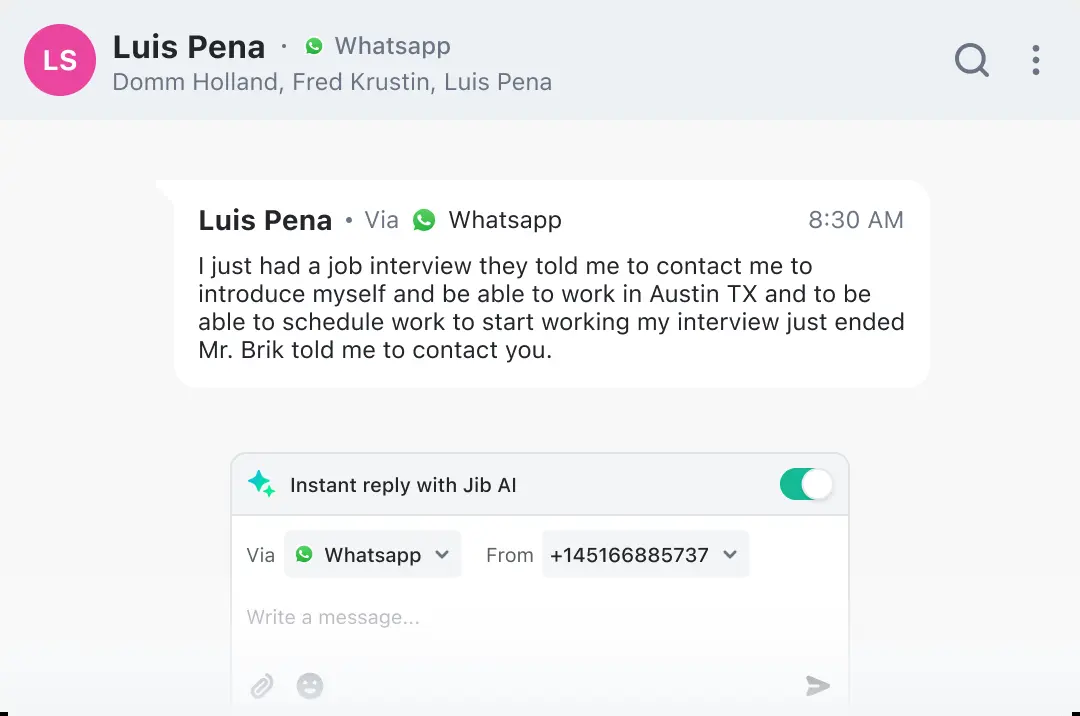 LS
Luis Pena · Whatsapp
Domm Holland, Fred Krustin, Luis Pena
Luis Pena • Via Whatsapp 8:30 AM
I just had a job interview they told me to contact me to
introduce myself and be able to work in Austin TX and to be
able to schedule work to start working my interview just ended
Mr. Brik told me to contact you.
Instant reply with Jib AI
Via Whatsapp From +145166885737
Write a message...